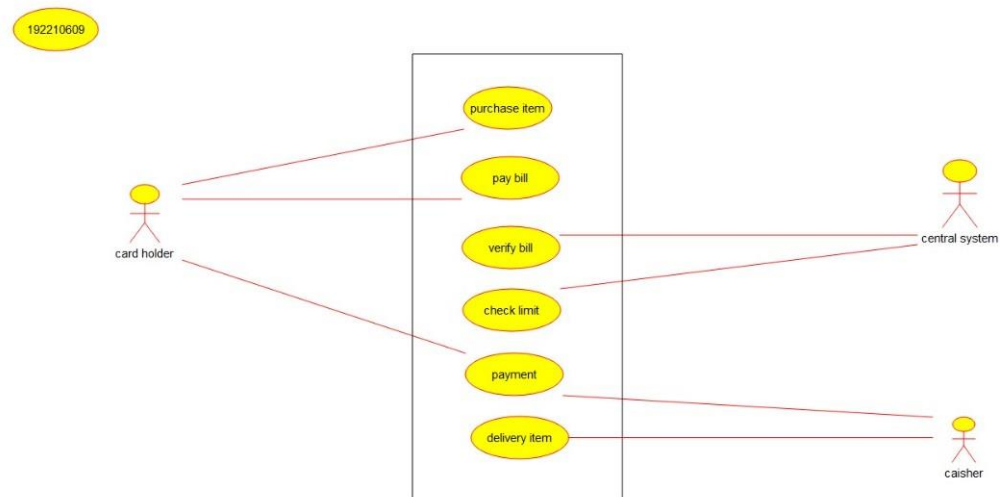 192210609
purchase item
pay bill
verify bill
check limit
payment
delivery item
card holder
central system
caisher